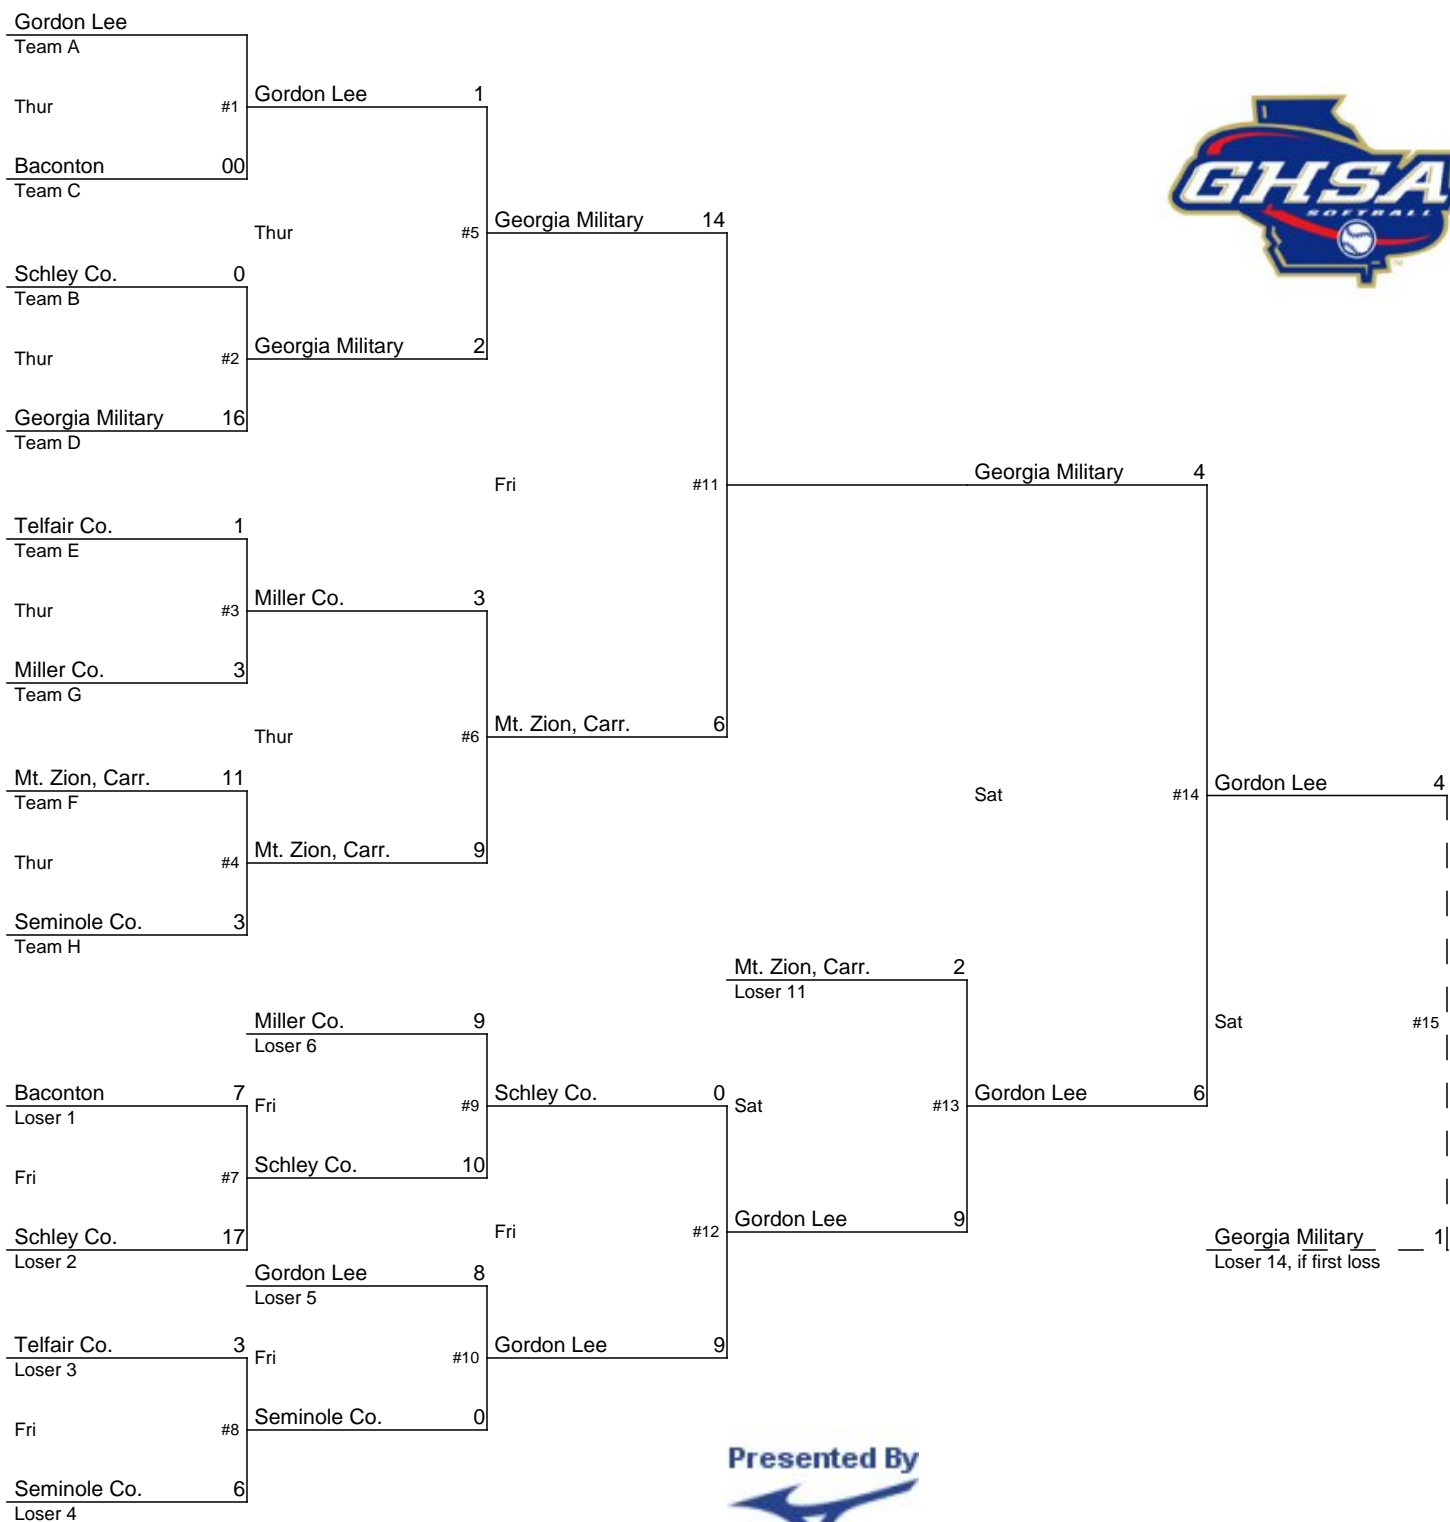 Gordon Lee
Team A
Thur #1
Gordon Lee 1
Baconton 00
Team C
Thur #5
Georgia Military 14
GHSA
SOFTBALL
TM
Schley Co. 0
Team B
Thur #2
Georgia Military 2
Georgia Military 16
Team D
Fri #11
Georgia Military 4
Telfair Co. 1
Team E
Thur #3
Miller Co. 3
Miller Co. 3
Team G
Thur #6
Mt. Zion, Carr. 6
Mt. Zion, Carr. 11
Team F
Sat #14
Gordon Lee 4
Thur #4
Mt. Zion, Carr. 9
Seminole Co. 3
Team H
Mt. Zion, Carr. 2
Loser 11
Miller Co. 9
Loser 6
Sat #15
Baconton 7
Loser 1
Fri #9
Schley Co. 0
Sat #13
Gordon Lee 6
Fri #7
Schley Co. 10
Schley Co. 17
Loser 2
Fri #12
Gordon Lee 9
Georgia Military 1
Loser 14, if first loss
Gordon Lee 8
Loser 5
Telfair Co. 3
Loser 3
Fri #10
Gordon Lee 9
Fri #8
Seminole Co. 0
Presented By
Seminole Co. 6
Loser 4